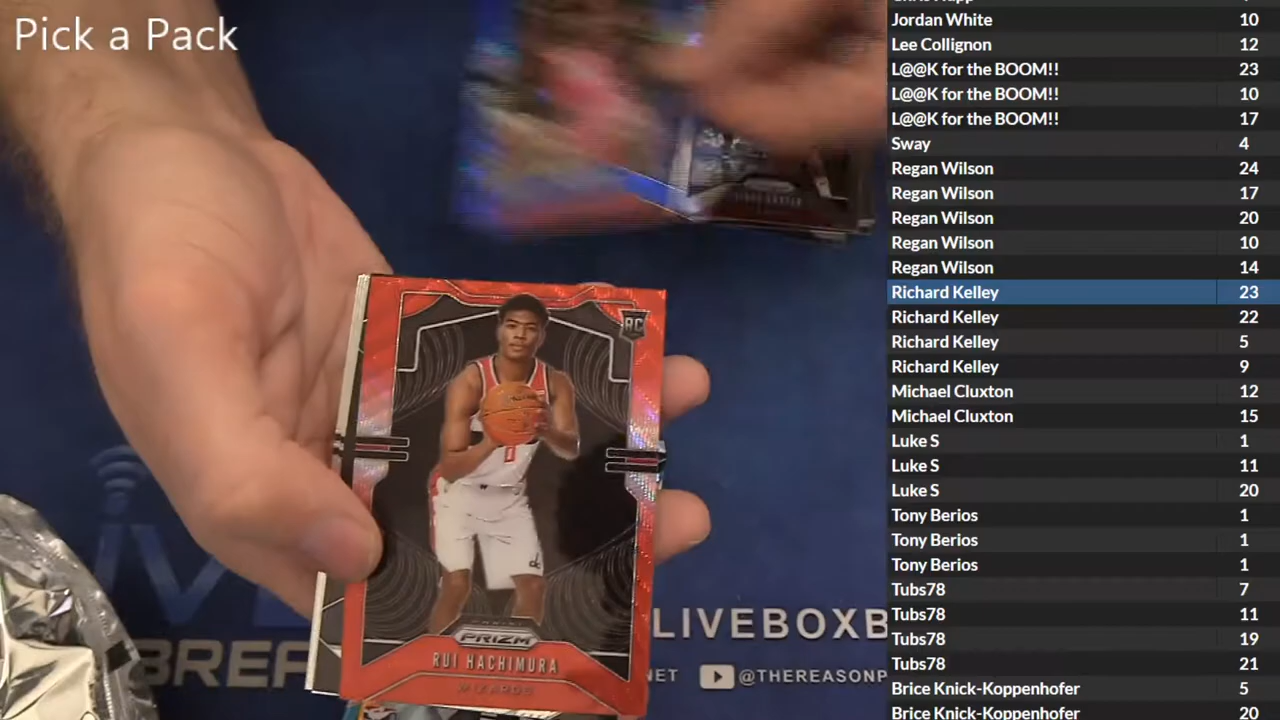 Pick a Pack
RC
0
PRIZM
RUI HACHIMURA
WIZARDS
LIVEBOXB
BREA
NET
@THEREASONP
Jordan White 10
Lee Collignon 12
L@@K for the BOOM!! 23
L@@K for the BOOM!! 10
L@@K for the BOOM!! 17
Sway 4
Regan Wilson 24
Regan Wilson 17
Regan Wilson 20
Regan Wilson 10
Regan Wilson 14
Richard Kelley 23
Richard Kelley 22
Richard Kelley 5
Richard Kelley 9
Michael Cluxton 12
Michael Cluxton 15
Luke S 1
Luke S 11
Luke S 20
Tony Berios 1
Tony Berios 1
Tony Berios 1
Tubs78 7
Tubs78 11
Tubs78 19
Tubs78 21
Brice Knick-Koppenhofer 5
Brice Knick-Koppenhofer 20